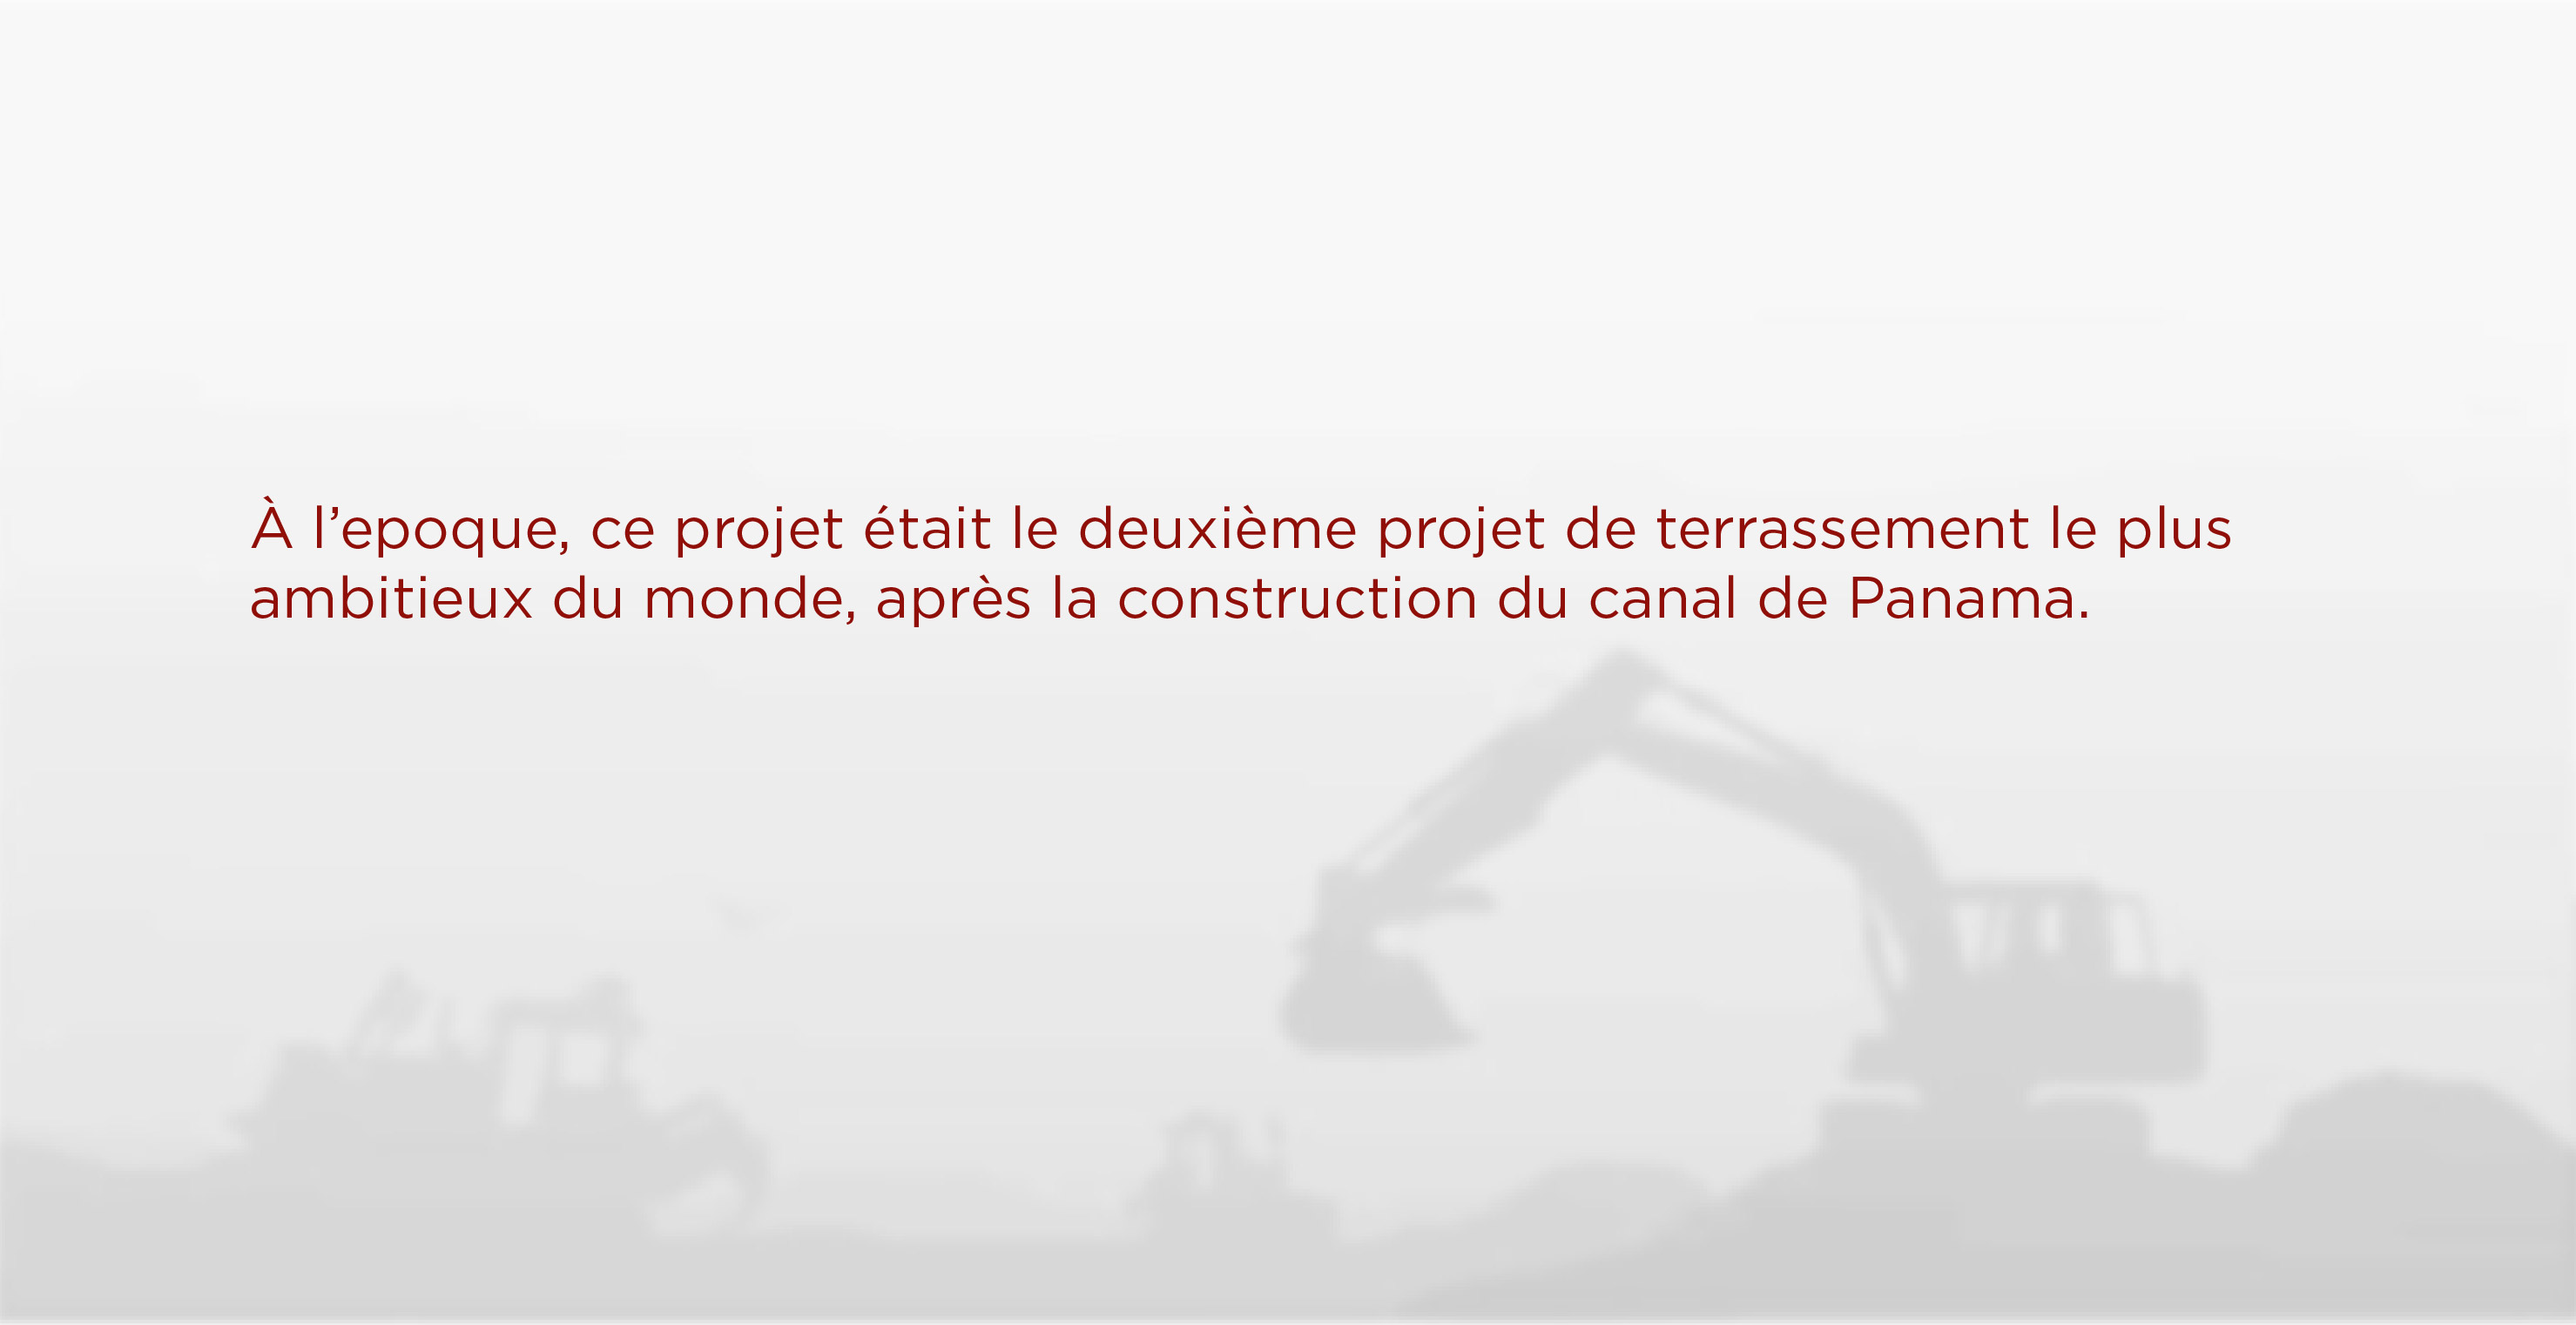 À l’epoque, ce projet était le deuxième projet de terrassement le plus
ambitieux du monde, après la construction du canal de Panama.